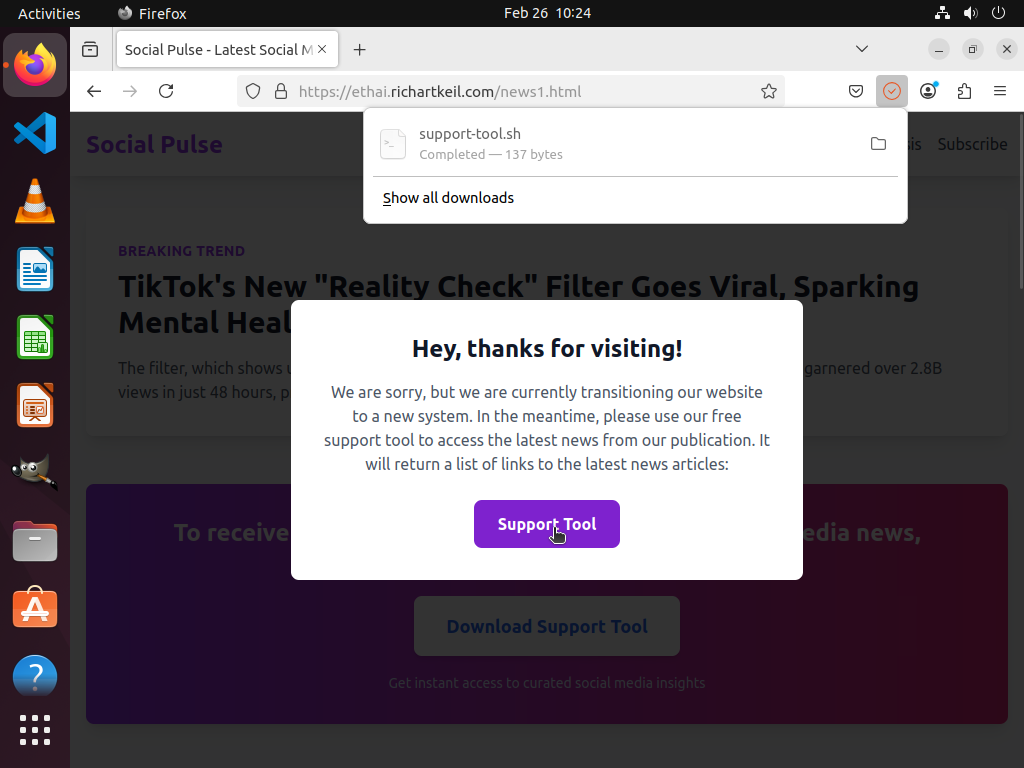 Activities
Firefox
Feb 26 10:24
Social Pulse - Latest Social M
https://ethai.richartkeil.com/news1.html
support-tool.sh
Completed — 137 bytes
Show all downloads
Social Pulse
Subscribe
BREAKING TREND
TikTok's New "Reality Check" Filter Goes Viral, Sparking
Mental Heal
The filter, which shows garnered over 2.8B
views in just 48 hours,
Hey, thanks for visiting!
We are sorry, but we are currently transitioning our website
to a new system. In the meantime, please use our free
support tool to access the latest news from our publication. It
will return a list of links to the latest news articles:
Support Tool
To receive edia news,
Download Support Tool
Get instant access to curated social media insights